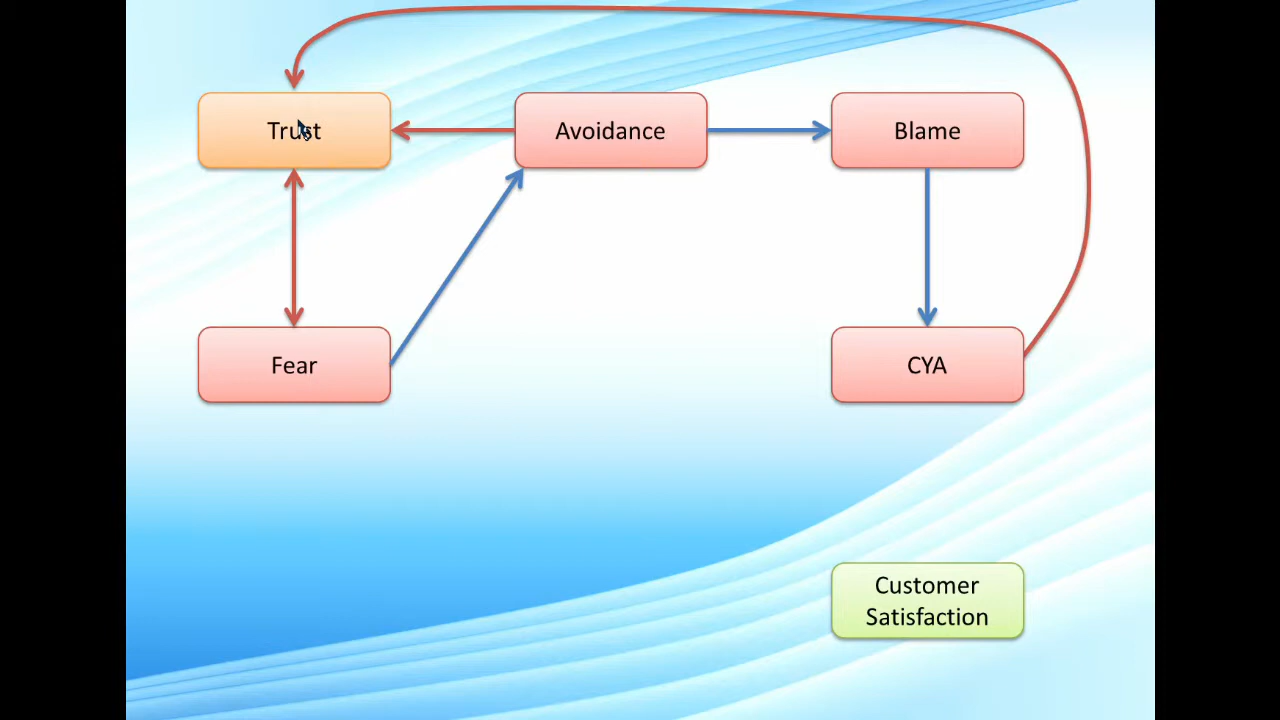 Trust
Avoidance
Blame
Fear
CYA
Customer
Satisfaction